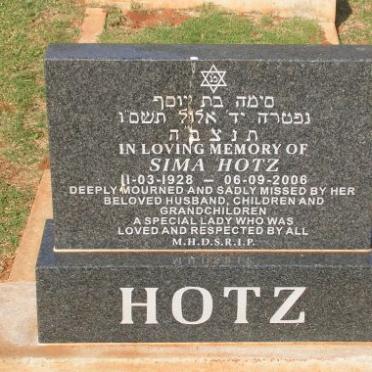 פנ
סימה בת יוסף
נפטרה יד' אלול תשס'ו
ת נ צ ב ה
IN LOVING MEMORY OF
SIMA HOTZ
11-03-1928 — 06-09-2006
DEEPLY MOURNED AND SADLY MISSED BY HER
BELOVED HUSBAND, CHILDREN AND
GRANDCHILDREN
A SPECIAL LADY WHO WAS
LOVED AND RESPECTED BY ALL
M.H.D.S.R.I.P.
HOTZ